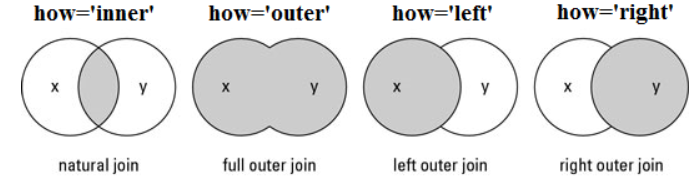 how='inner' how='outer' how='left' how='right'
x y x y x y x y
natural join full outer join left outer join right outer join